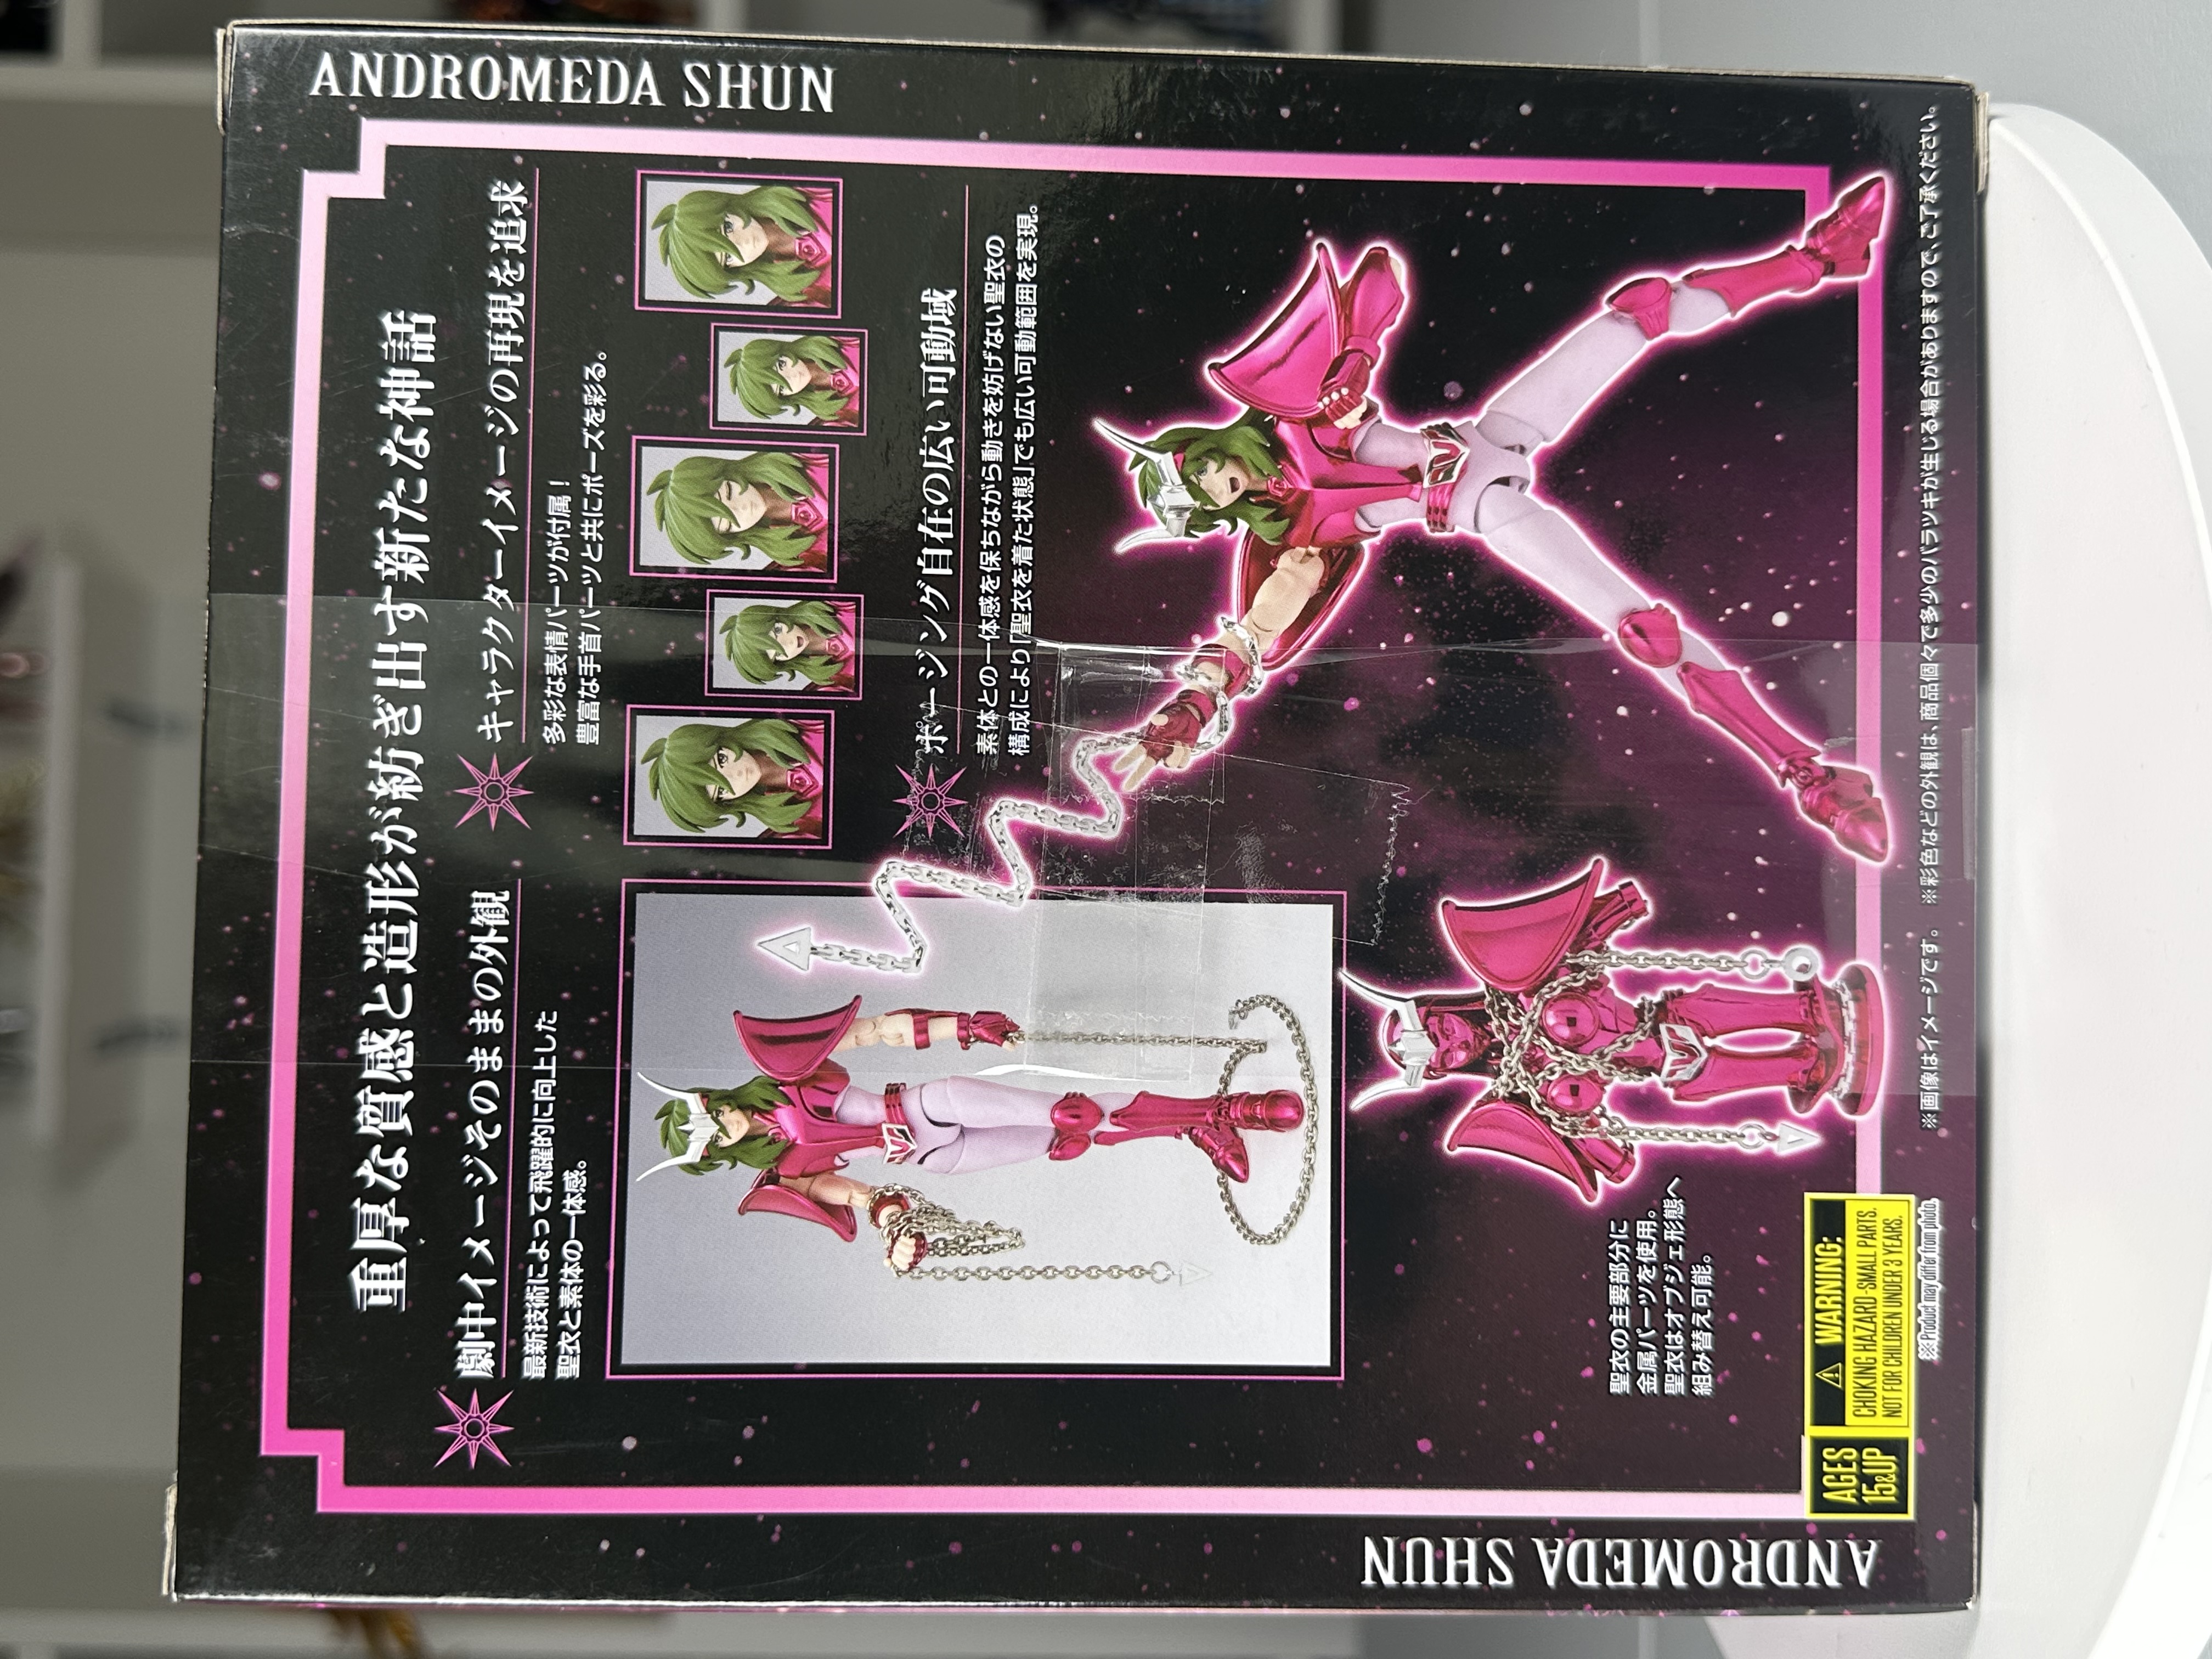 重厚な質感と造形が紡ぎ出す新たな神話
劇中イメージそのままの外観
最新技術によって飛躍的に向上した
聖衣と素体の一体感。
キャラクターイメージの再現を追求
多彩な表情パーツが付属！
豊富な手首パーツと共にポーズを彩る。
ポージング自在の広い可動域
素体との一体感を保ちながら動きを妨げない聖衣の
構成により「聖衣を着た状態」でも広い可動範囲を実現。
聖衣の主要部分に
金属パーツを使用。
聖衣はオブジェ形態へ
組み替え可能。
ANDROMEDA SHUN
ANDROMEDA SHUN
AGES
15&UP
⚠ WARNING:
CHOKING HAZARD-SMALL PARTS.
NOT FOR CHILDREN UNDER 3 YEARS.
※Product may differ from photo.
※画像はイメージです。 ※彩色などの外観は、商品個々で多少のバラツキが生じる場合がありますので、ご了承ください。